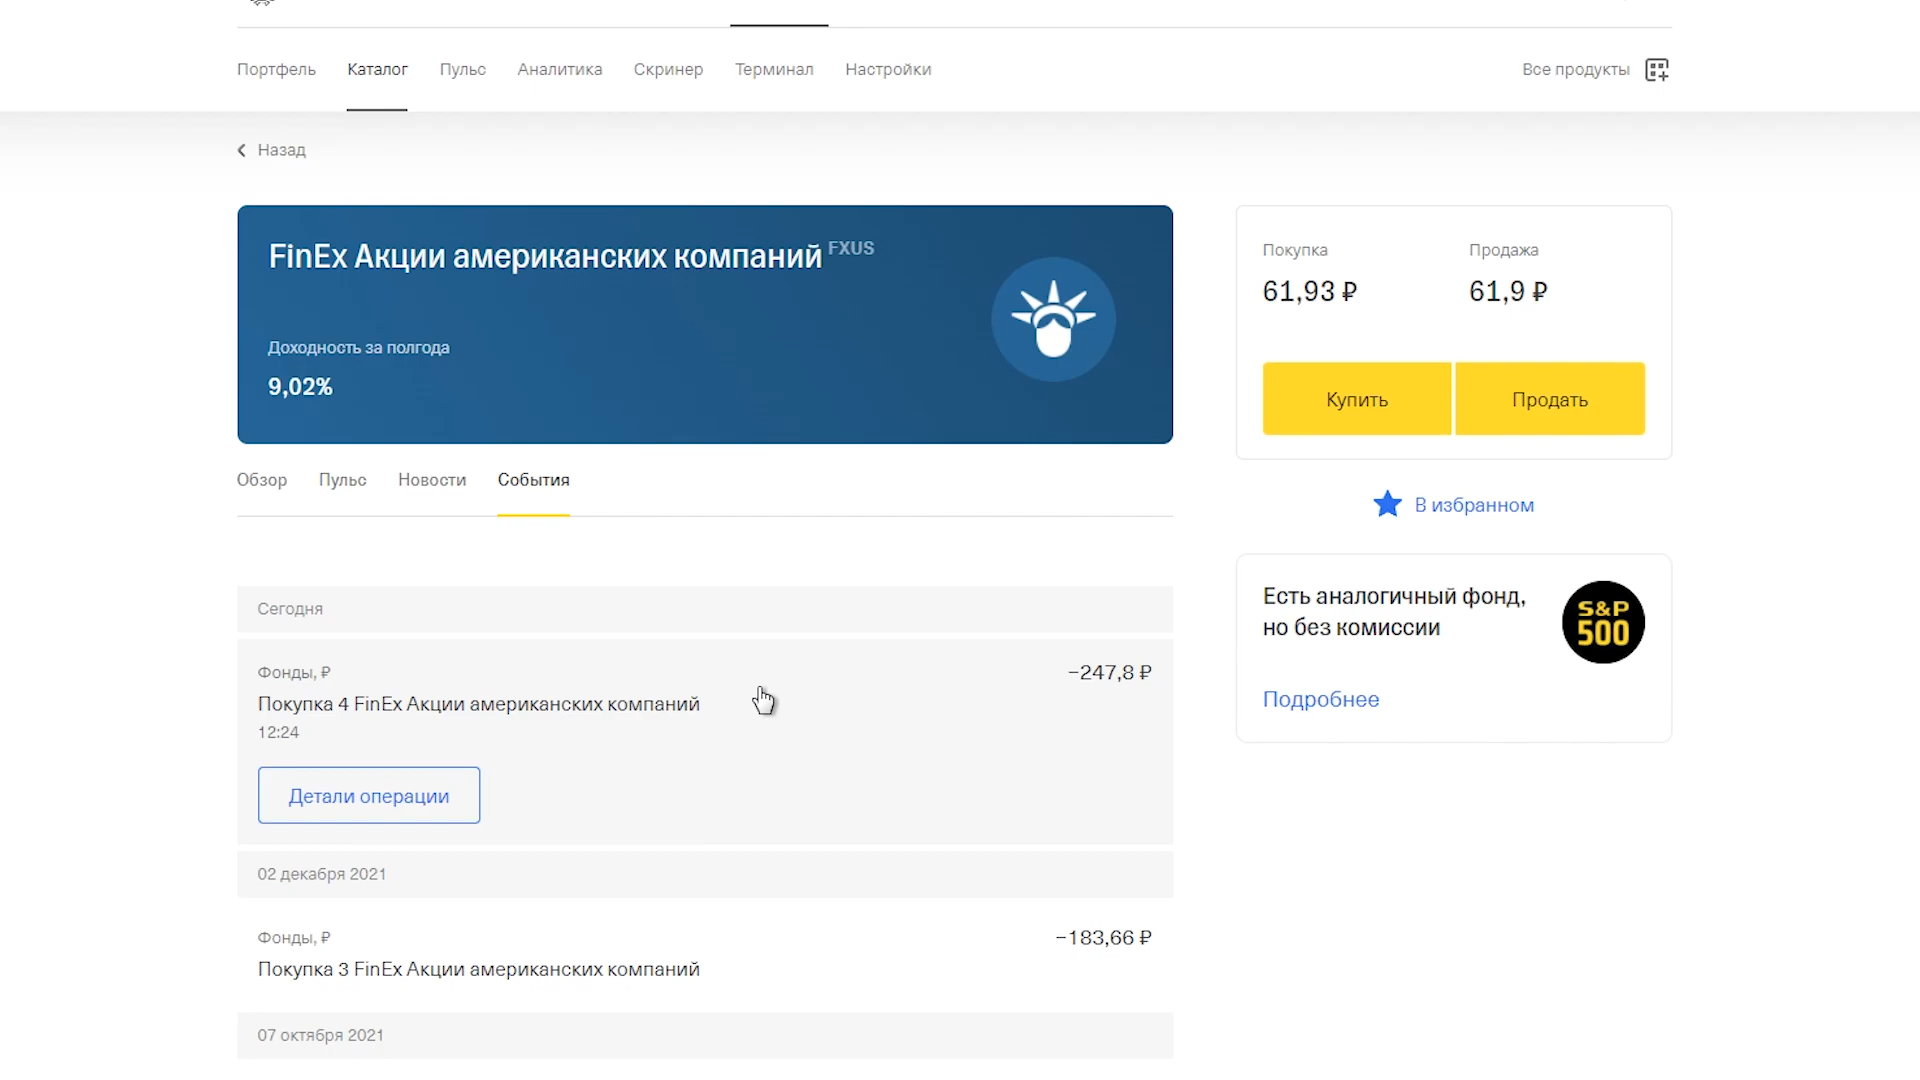 Портфель Каталог Пульс Аналитика Скринер Терминал Настройки Все продукты
Назад
FinEx Акции американских компаний FXUS
Доходность за полгода
9,02%
Покупка Продажа
61,93 ₽ 61,9 ₽
Купить Продать
В избранном
Есть аналогичный фонд,
но без комиссии
S&P
500
Подробнее
Обзор Пульс Новости События
Сегодня
Фонды, ₽ −247,8 ₽
Покупка 4 FinEx Акции американских компаний
12:24
Детали операции
02 декабря 2021
Фонды, ₽ −183,66 ₽
Покупка 3 FinEx Акции американских компаний
07 октября 2021